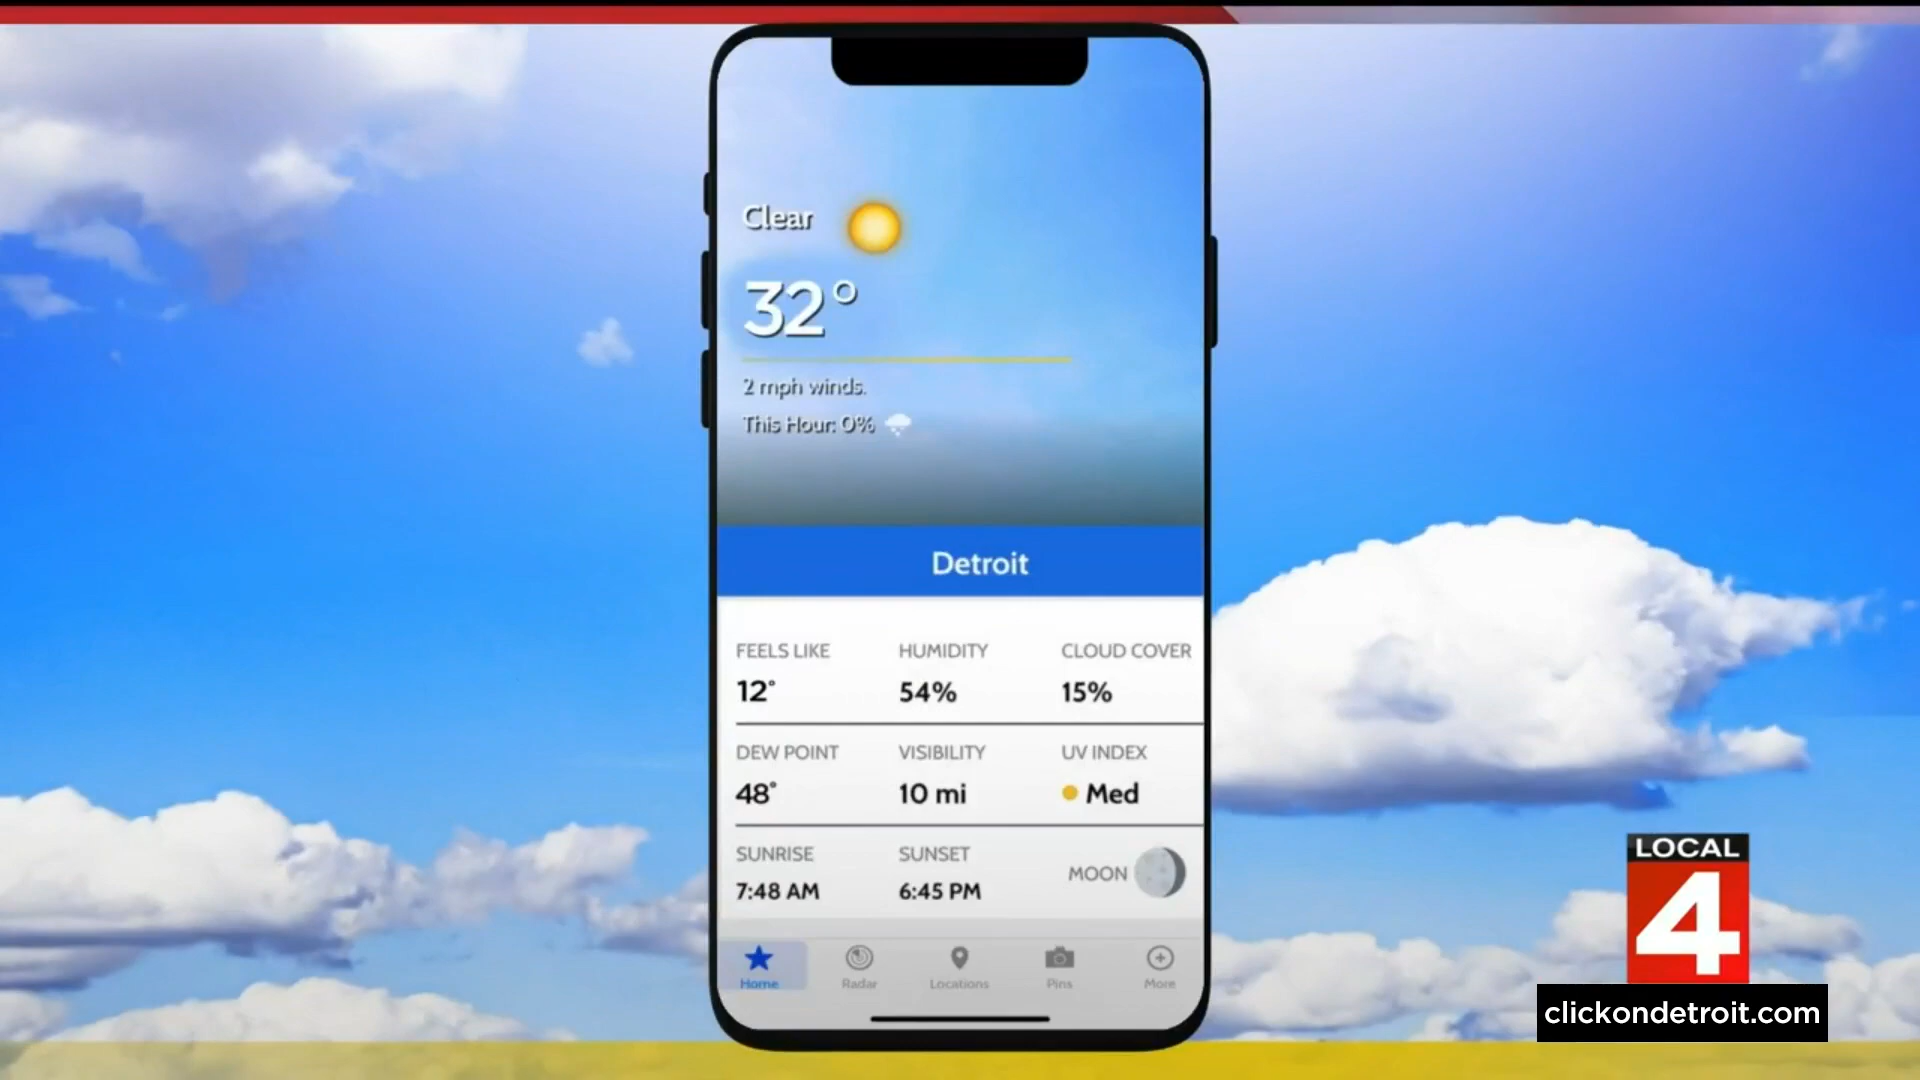 Clear
32°
2 mph winds.
This Hour: 0%
Detroit
FEELS LIKE HUMIDITY CLOUD COVER
12° 54% 15%
DEW POINT VISIBILITY UV INDEX
48° 10 mi Med
SUNRISE SUNSET MOON
7:48 AM 6:45 PM
Home Radar Locations Pins More
LOCAL
4
clickondetroit.com